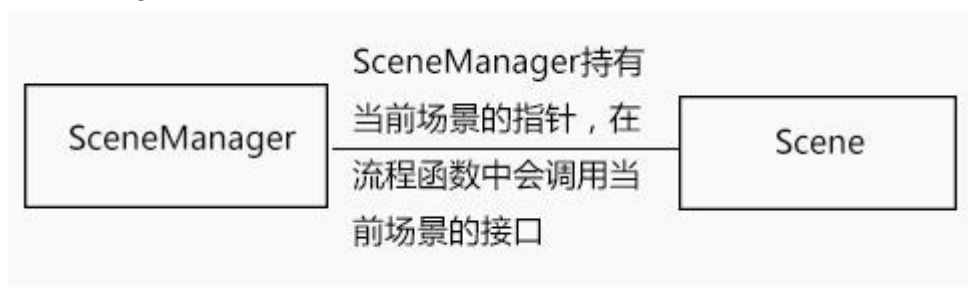 SceneManager持有
当前场景的指针，在
流程函数中会调用当
前场景的接口
SceneManager
Scene